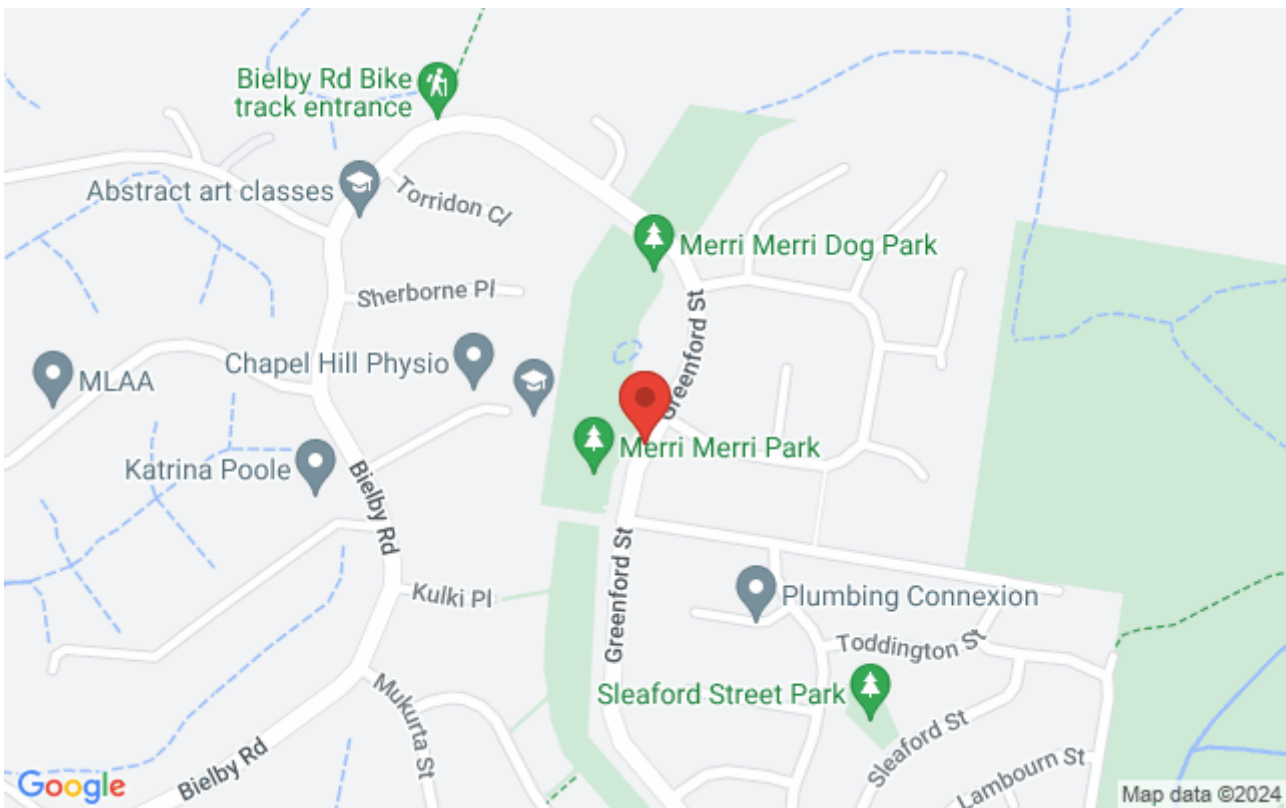 Bielby Rd Bike
track entrance
Abstract art classes
Torridon Cl
Merri Merri Dog Park
Sherborne Pl
Greenford St
Chapel Hill Physio
MLAA
Merri Merri Park
Katrina Poole
Bielby Rd
Greenford St
Kulki Pl
Plumbing Connexion
Toddington St
Mukurta St
Sleaford Street Park
Sleaford St
Bielby Rd
Lambourn St
Google
Map data ©2024